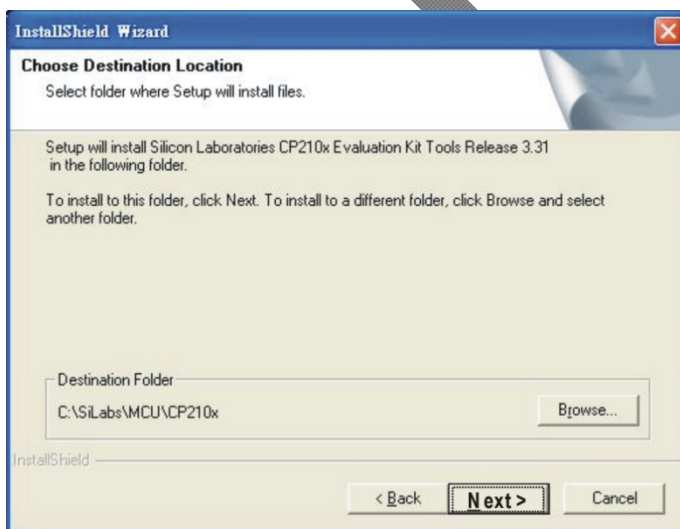 InstallShield Wizard
Choose Destination Location
Select folder where Setup will install files.
Setup will install Silicon Laboratories CP210x Evaluation Kit Tools Release 3.31
in the following folder.
To install to this folder, click Next. To install to a different folder, click Browse and select
another folder.
Destination Folder
C:\SiLabs\MCU\CP210x
Browse...
InstallShield
< Back
Next >
Cancel